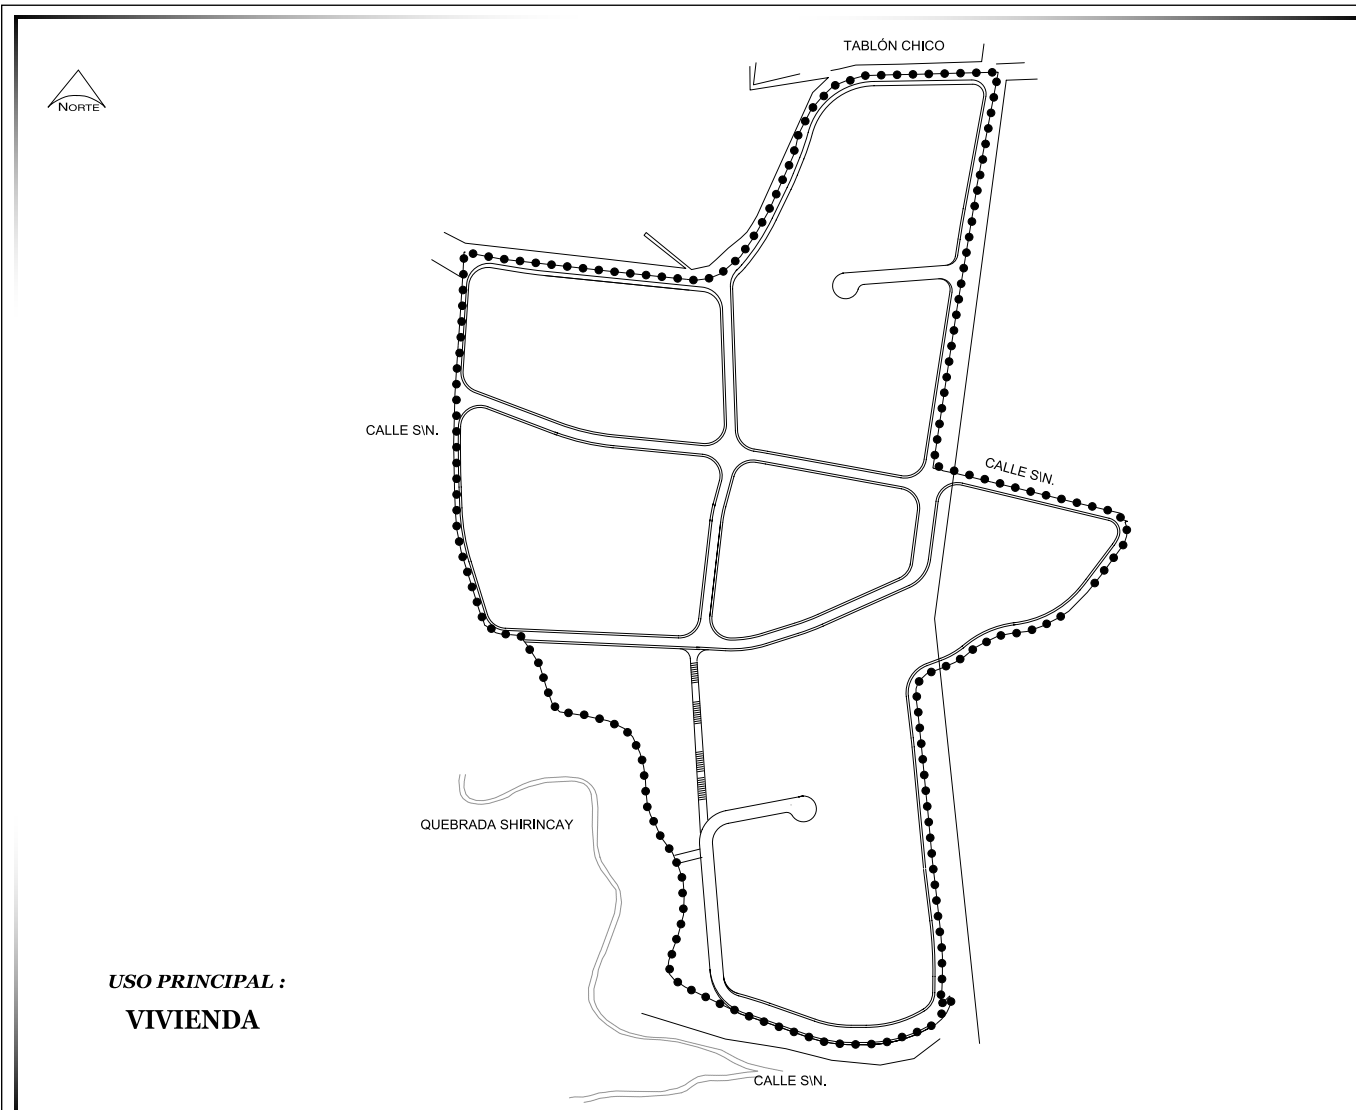 TABLÓN CHICO
NORTE
CALLE S\N.
CALLE S\N.
QUEBRADA SHIRINCAY
USO PRINCIPAL :
VIVIENDA
CALLE S\N.